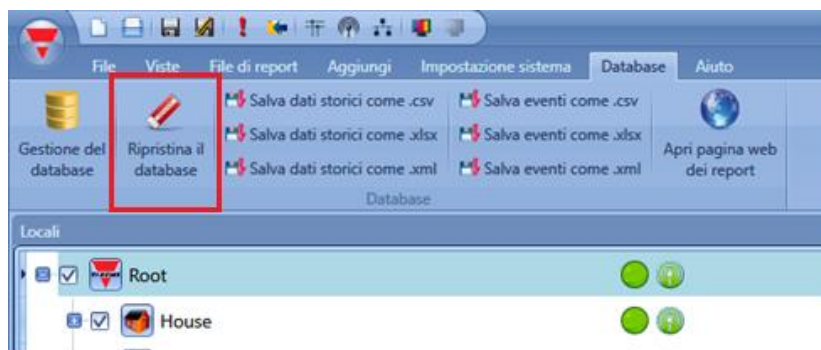 File Viste File di report Aggiungi Impostazione sistema Database Aiuto
Gestione del
database
Ripristina il
database
Salva dati storici come .csv
Salva dati storici come .xlsx
Salva dati storici come .xml
Salva eventi come .csv
Salva eventi come .xlsx
Salva eventi come .xml
Apri pagina web
dei report
Database
Locali
Root
House